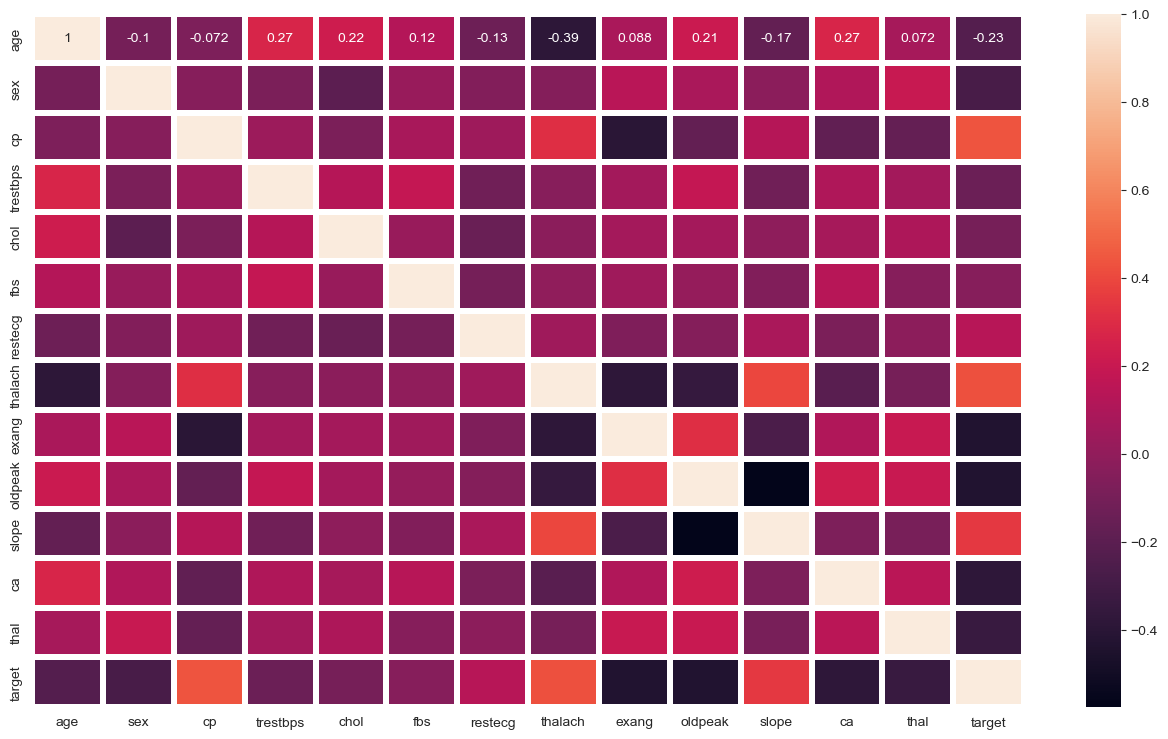 age 1 -0.1 -0.072 0.27 0.22 0.12 -0.13 -0.39 0.088 0.21 -0.17 0.27 0.072 -0.23
sex
cp
trestbps
chol
fbs
restecg
thalach
exang
oldpeak
slope
ca
thal
target
age sex cp trestbps chol fbs restecg thalach exang oldpeak slope ca thal target
1.0
0.8
0.6
0.4
0.2
0.0
−0.2
−0.4